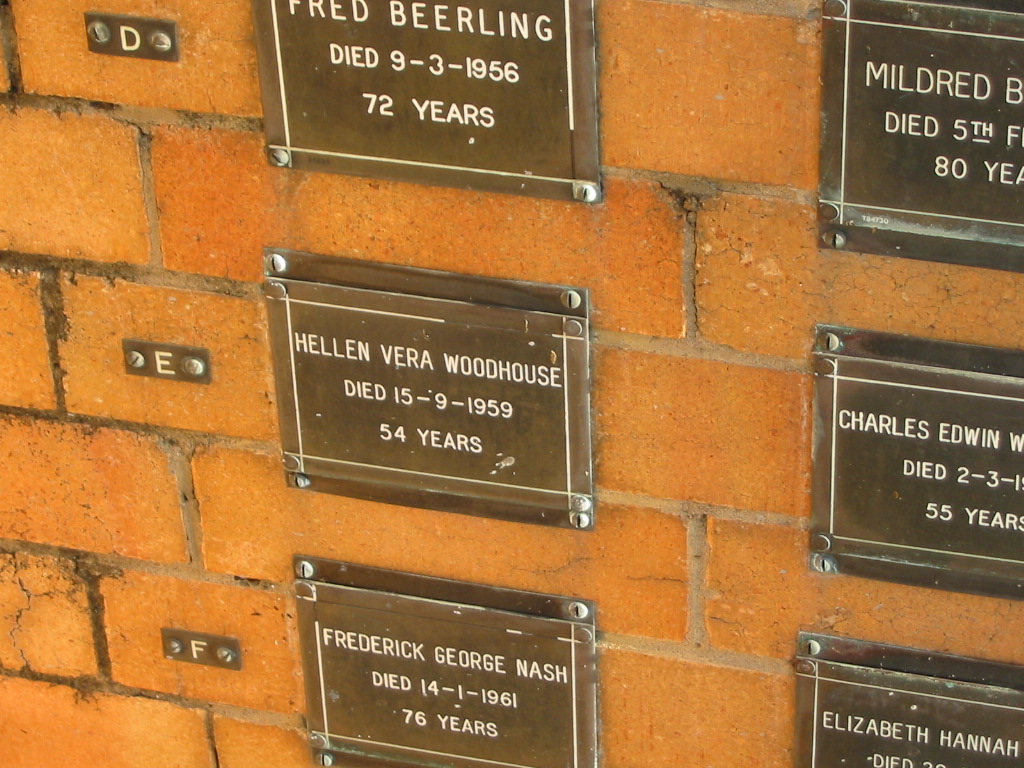 D
FRED BEERLING
DIED 9-3-1956
72 YEARS
MILDRED
DIED 5TH
80
E
HELLEN VERA WOODHOUSE
DIED 15-9-1959
54 YEARS
CHARLES EDWIN
DIED 2-3-
55 YEARS
F
FREDERICK GEORGE NASH
DIED 14-1-1961
76 YEARS
ELIZABETH HANNAH
DIED